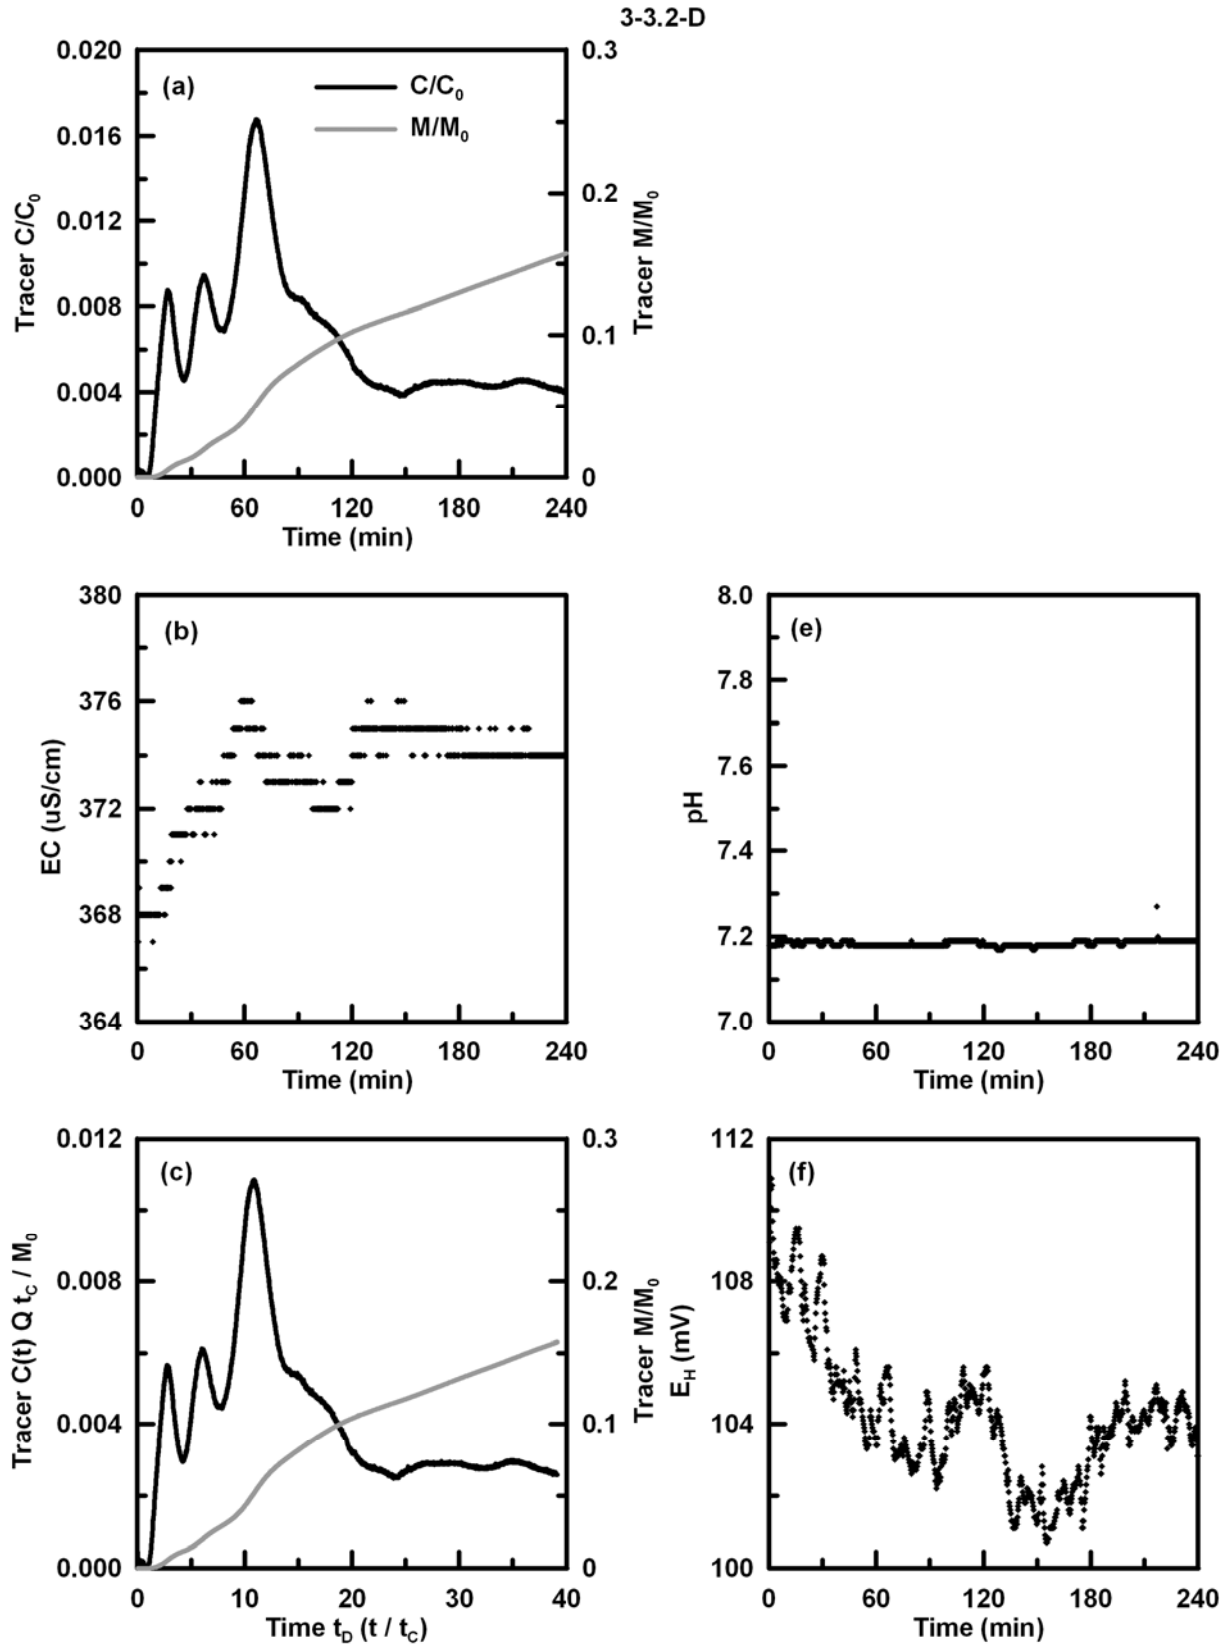 3-3.2-D
(a)
C/C0
M/M0
0.020
0.016
0.012
0.008
0.004
0.000
Tracer C/C0
0.3
0.2
0.1
0
Tracer M/M0
0 60 120 180 240
Time (min)
(b)
380
376
372
368
364
EC (uS/cm)
0 60 120 180 240
Time (min)
(e)
8.0
7.8
7.6
7.4
7.2
7.0
pH
0 60 120 180 240
Time (min)
(c)
0.012
0.008
0.004
0.000
Tracer C(t) Q tC / M0
0.3
0.2
0.1
0
Tracer M/M0
0 10 20 30 40
Time tD (t / tC)
(f)
112
108
104
100
EH (mV)
0 60 120 180 240
Time (min)